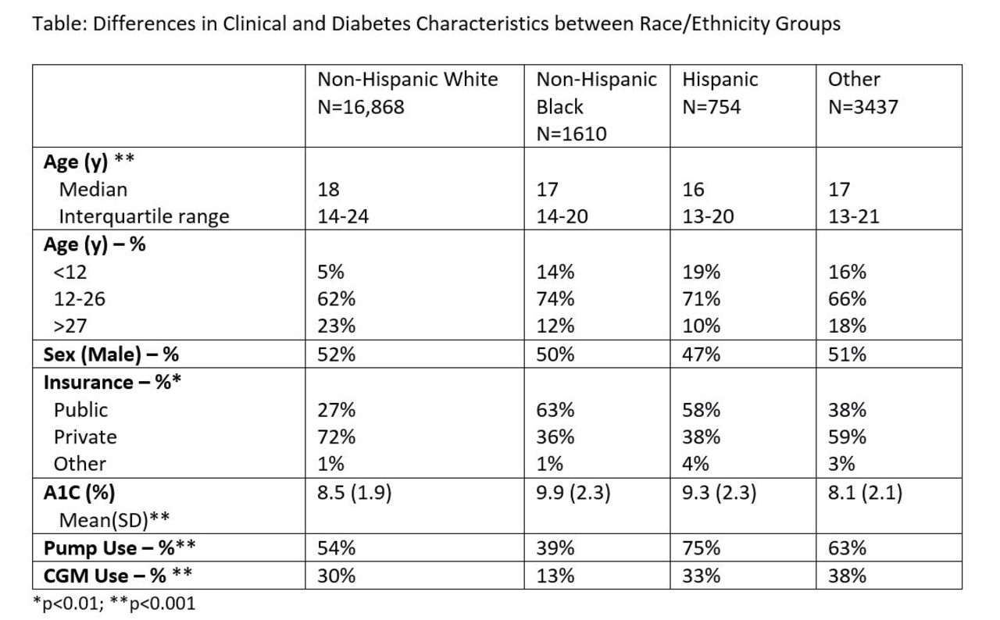 Table: Differences in Clinical and Diabetes Characteristics between Race/Ethnicity Groups
Non-Hispanic White Non-Hispanic Hispanic Other
N=16,868 Black N=754 N=3437
N=1610
Age (y) **
Median 18 17 16 17
Interquartile range 14-24 14-20 13-20 13-21
Age (y) – %
<12 5% 14% 19% 16%
12-26 62% 74% 71% 66%
>27 23% 12% 10% 18%
Sex (Male) – % 52% 50% 47% 51%
Insurance – %*
Public 27% 63% 58% 38%
Private 72% 36% 38% 59%
Other 1% 1% 4% 3%
A1C (%) 8.5 (1.9) 9.9 (2.3) 9.3 (2.3) 8.1 (2.1)
Mean(SD)**
Pump Use – %** 54% 39% 75% 63%
CGM Use – % ** 30% 13% 33% 38%
*p<0.01; **p<0.001